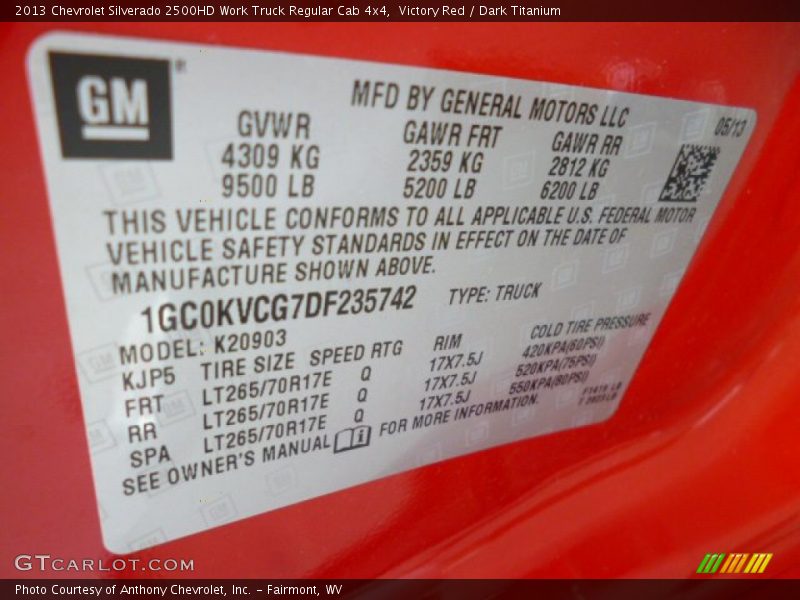 2013 Chevrolet Silverado 2500HD Work Truck Regular Cab 4x4, Victory Red / Dark Titanium
GM
MFD BY GENERAL MOTORS LLC
05/13
GVWR GAWR FRT GAWR RR
4309 KG 2359 KG 2812 KG
9500 LB 5200 LB 6200 LB
THIS VEHICLE CONFORMS TO ALL APPLICABLE U.S. FEDERAL MOTOR
VEHICLE SAFETY STANDARDS IN EFFECT ON THE DATE OF
MANUFACTURE SHOWN ABOVE.
1GC0KVCG7DF235742 TYPE: TRUCK
MODEL: K20903
KJP5 TIRE SIZE SPEED RTG RIM COLD TIRE PRESSURE
FRT LT265/70R17E Q 17X7.5J 420KPA(60PSI)
RR LT265/70R17E Q 17X7.5J 520KPA(75PSI)
SPA LT265/70R17E Q 17X7.5J 550KPA(80PSI)
SEE OWNER'S MANUAL FOR MORE INFORMATION.
GTCARLOT.COM
Photo Courtesy of Anthony Chevrolet, Inc. – Fairmont, WV